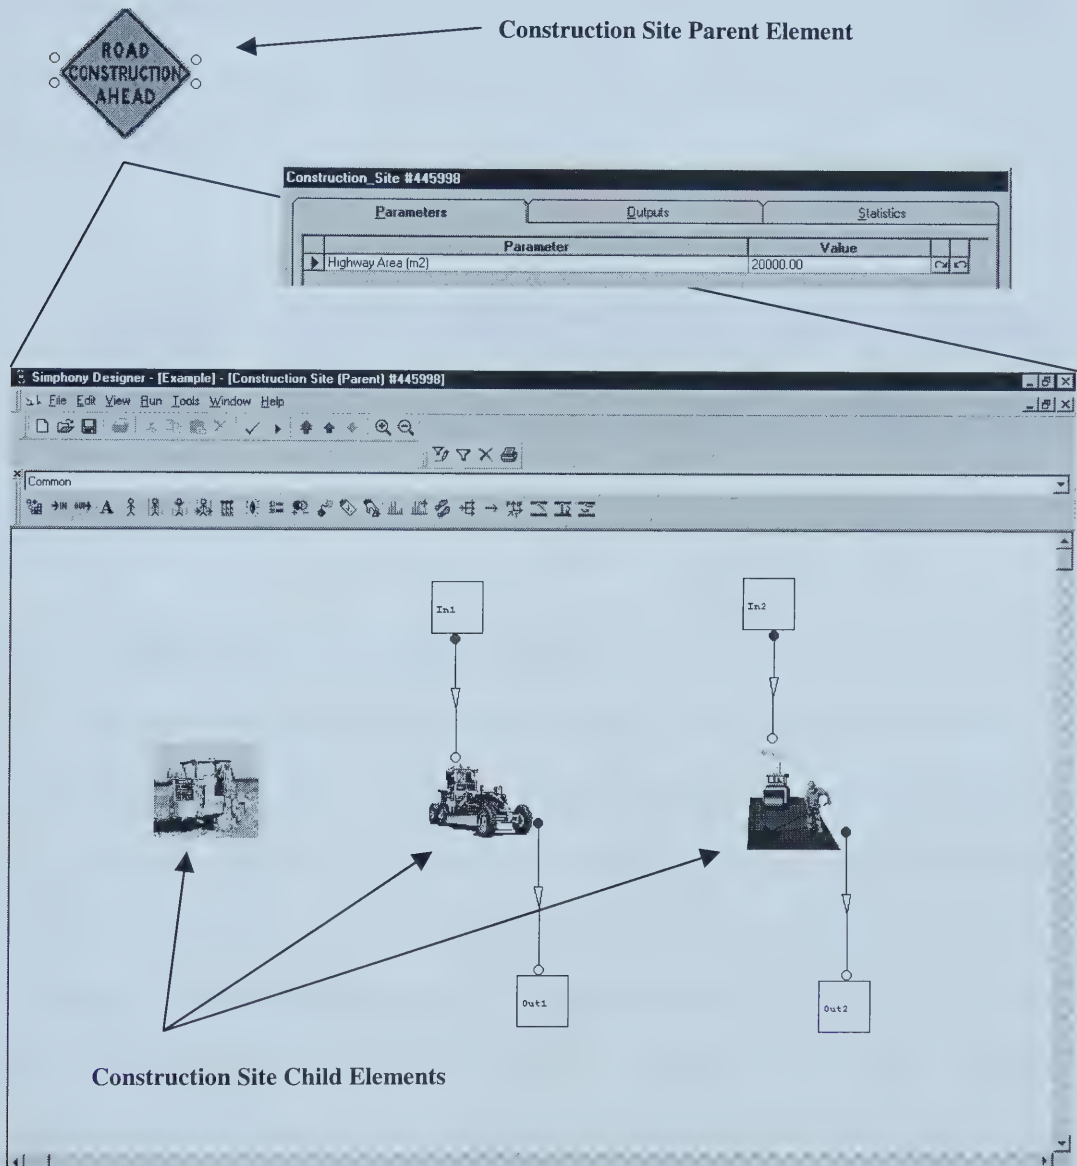 Construction Site Parent Element
ROAD
CONSTRUCTION
AHEAD
Construction_Site #445998
Parameters Outputs Statistics
Parameter Value
Highway Area (m2) 20000.00
Simphony Designer - [Example] - [Construction Site (Parent) #445998]
File Edit View Run Tools Window Help
Common
In1
In2
Out1
Out2
Construction Site Child Elements